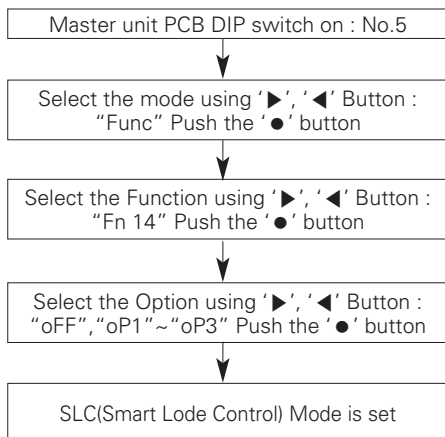 Master unit PCB DIP switch on : No.5
Select the mode using ‘▶’, ‘◀’ Button :
“Func” Push the ‘●’ button
Select the Function using ‘▶’, ‘◀’ Button :
“Fn 14” Push the ‘●’ button
Select the Option using ‘▶’, ‘◀’ Button :
“oFF”,“oP1”~“oP3” Push the ‘●’ button
SLC(Smart Lode Control) Mode is set